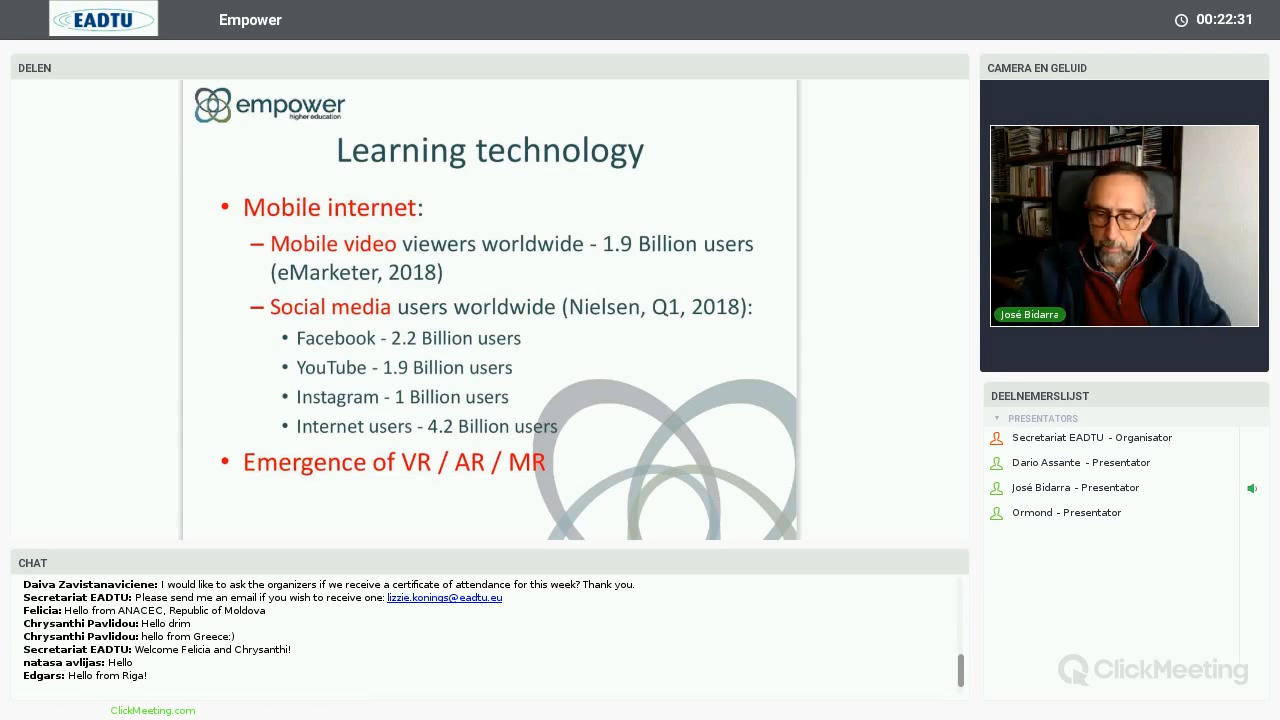 EADTU
Empower
00:22:31
DELEN
empower
higher education
Learning technology
• Mobile internet:
– Mobile video viewers worldwide - 1.9 Billion users
(eMarketer, 2018)
– Social media users worldwide (Nielsen, Q1, 2018):
• Facebook - 2.2 Billion users
• YouTube - 1.9 Billion users
• Instagram - 1 Billion users
• Internet users - 4.2 Billion users
• Emergence of VR / AR / MR
CAMERA EN GELUID
José Bidarra
DEELNEMERSLIJST
PRESENTATORS
Secretariat EADTU - Organisator
Dario Assante - Presentator
José Bidarra - Presentator
Ormond - Presentator
CHAT
Daiva Zavistanaviciene: I would like to ask the organizers if we receive a certificate of attendance for this week? Thank you.
Secretariat EADTU: Please send me an email if you wish to receive one: lizzie.konings@eadtu.eu
Felicia: Hello from ANACEC, Republic of Moldova
Chrysanthi Pavlidou: Hello drim
Chrysanthi Pavlidou: hello from Greece:)
Secretariat EADTU: Welcome Felicia and Chrysanthi!
natasa avlijas: Hello
Edgars: Hello from Riga!
ClickMeeting
ClickMeeting.com